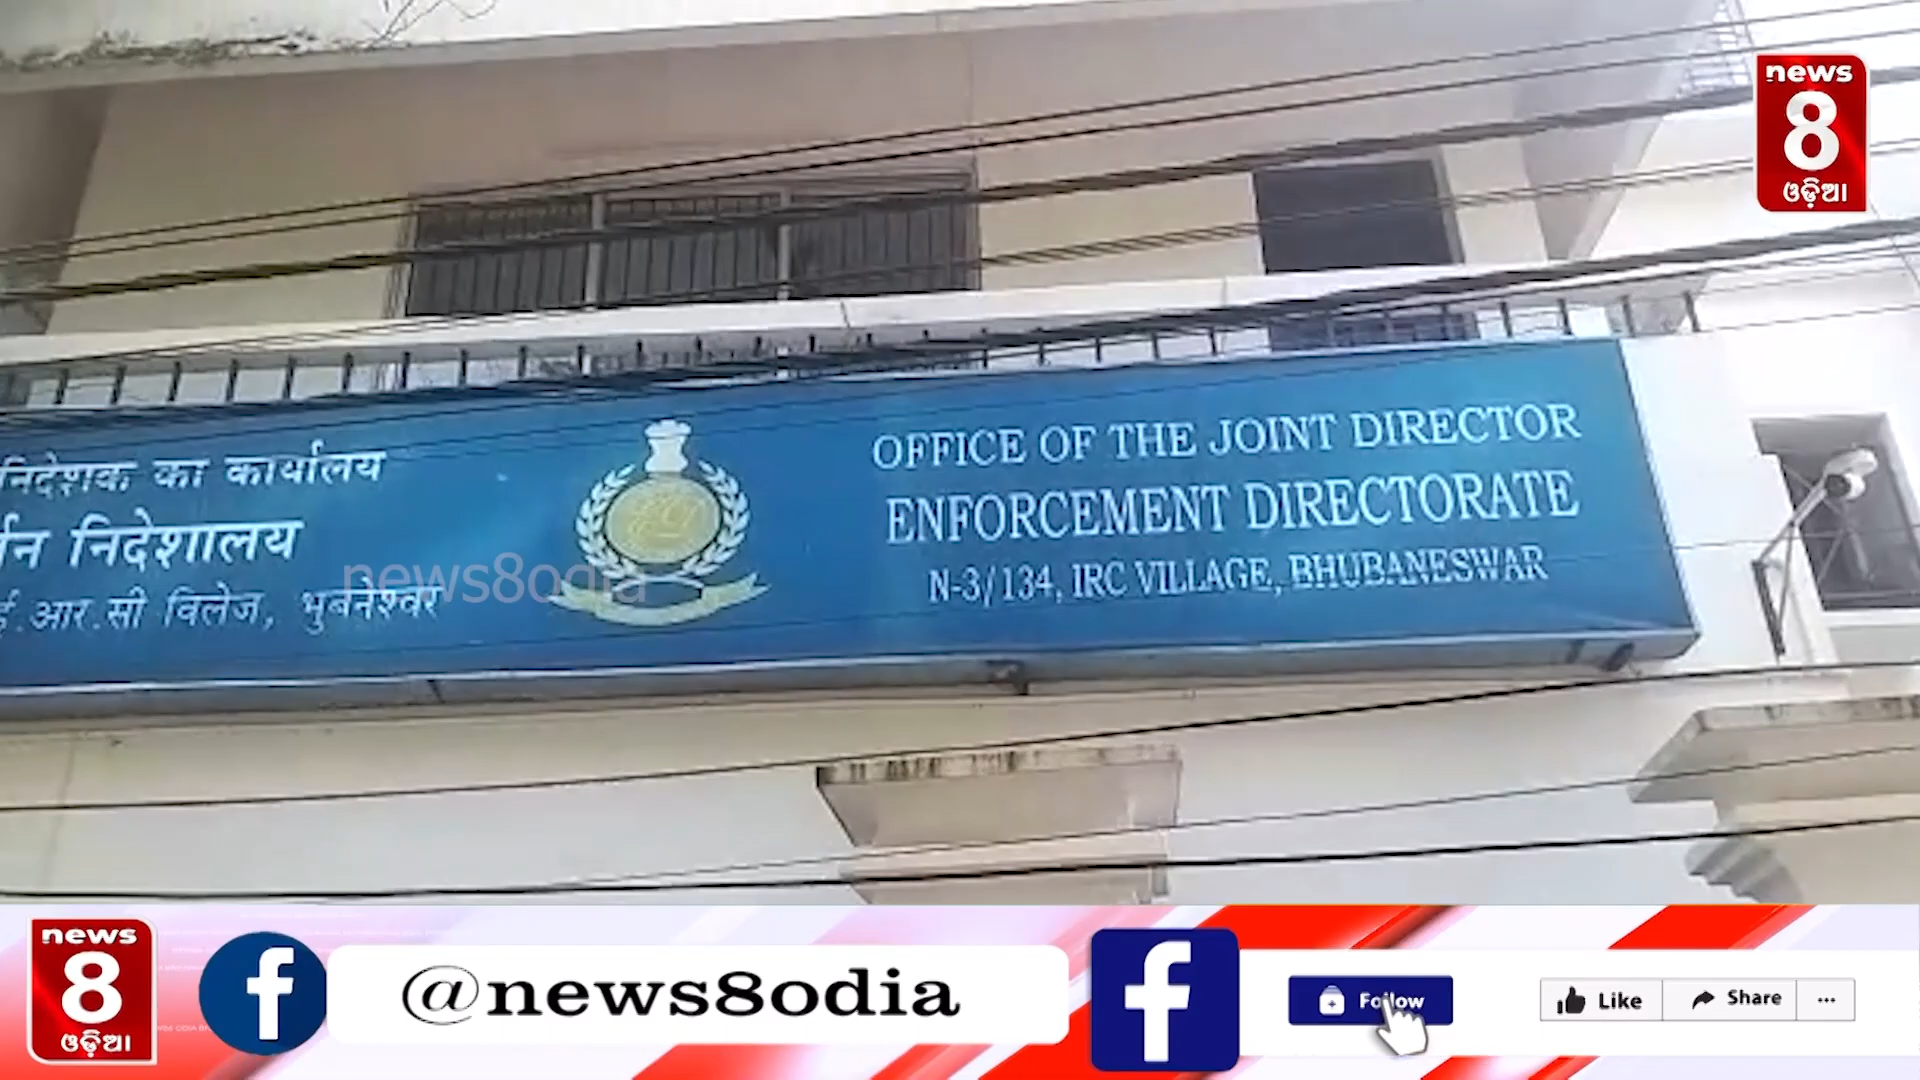 news
8
ଓଡ଼ିଆ
निदेशक का कार्यालय
निदेशालय
आर.सी विलेज, भुबनेश्वर
OFFICE OF THE JOINT DIRECTOR
ENFORCEMENT DIRECTORATE
N-3/134, IRC VILLAGE, BHUBANESWAR
news8odia
news
8
ଓଡ଼ିଆ
@news8odia
Follow
Like
Share